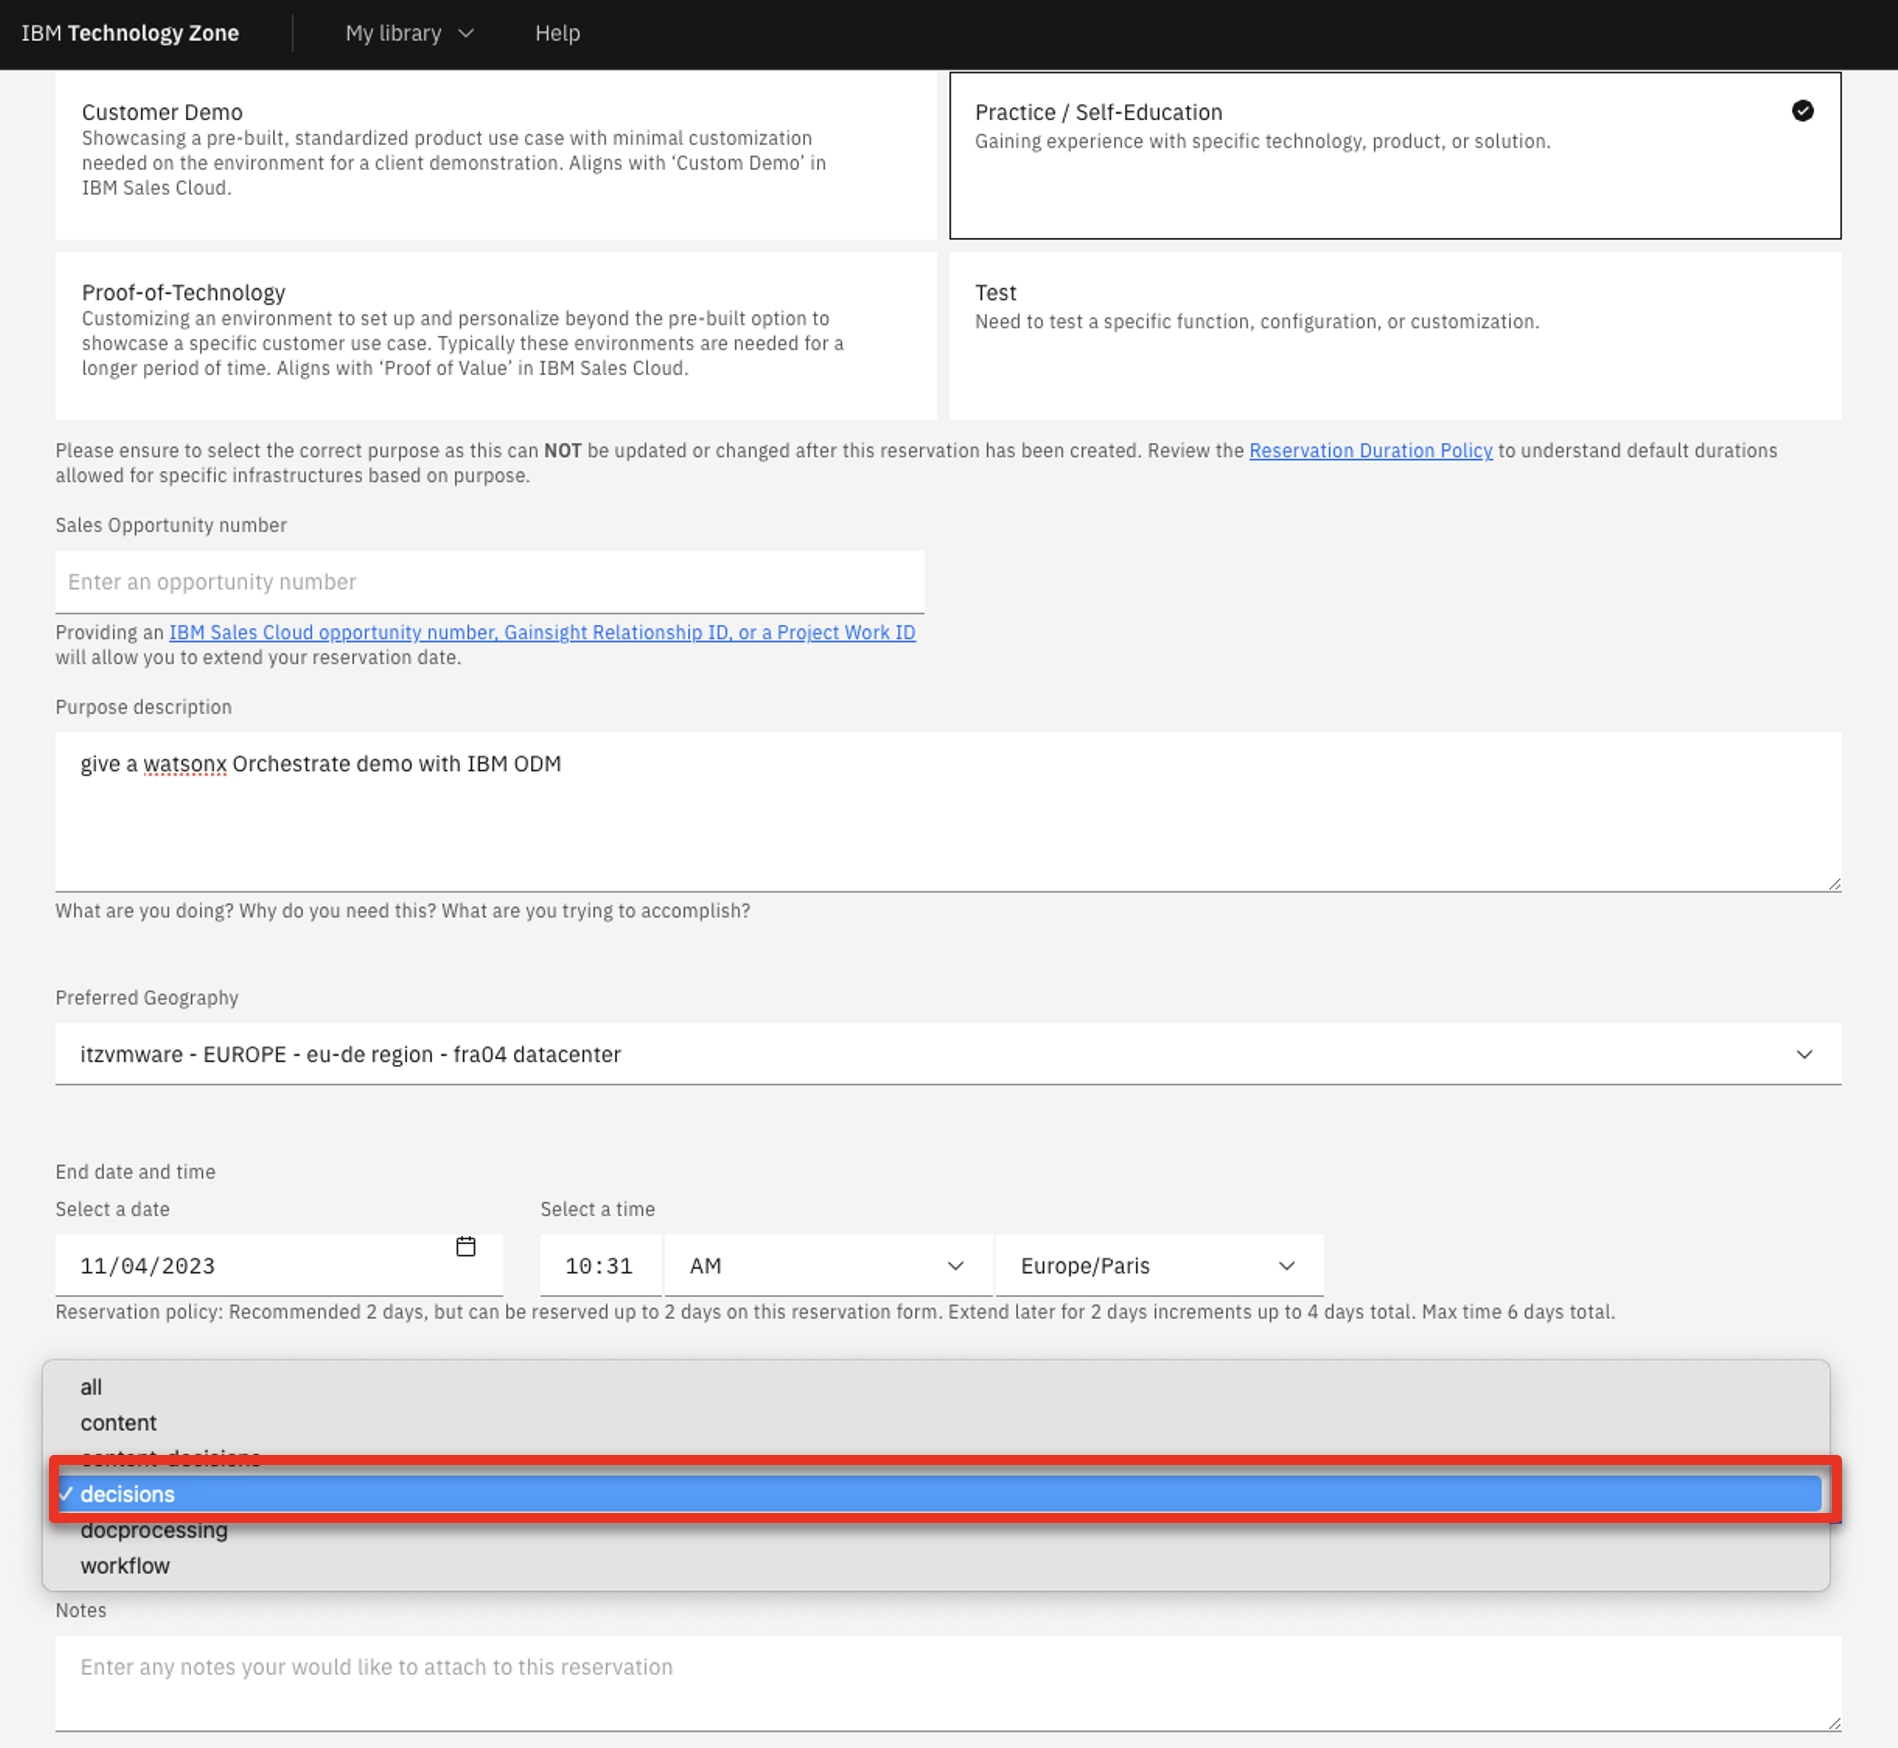 IBM Technology Zone
My library
Help
Customer Demo
Showcasing a pre-built, standardized product use case with minimal customization
needed on the environment for a client demonstration. Aligns with ‘Custom Demo’ in
IBM Sales Cloud.
Practice / Self-Education
Gaining experience with specific technology, product, or solution.
Proof-of-Technology
Customizing an environment to set up and personalize beyond the pre-built option to
showcase a specific customer use case. Typically these environments are needed for a
longer period of time. Aligns with ‘Proof of Value’ in IBM Sales Cloud.
Test
Need to test a specific function, configuration, or customization.
Please ensure to select the correct purpose as this can NOT be updated or changed after this reservation has been created. Review the Reservation Duration Policy to understand default durations
allowed for specific infrastructures based on purpose.
Sales Opportunity number
Enter an opportunity number
Providing an IBM Sales Cloud opportunity number, Gainsight Relationship ID, or a Project Work ID
will allow you to extend your reservation date.
Purpose description
give a watsonx Orchestrate demo with IBM ODM
What are you doing? Why do you need this? What are you trying to accomplish?
Preferred Geography
itzvmware - EUROPE - eu-de region - fra04 datacenter
End date and time
Select a date
Select a time
11/04/2023
10:31
AM
Europe/Paris
Reservation policy: Recommended 2 days, but can be reserved up to 2 days on this reservation form. Extend later for 2 days increments up to 4 days total. Max time 6 days total.
all
content
content-decisions
decisions
docprocessing
workflow
Notes
Enter any notes your would like to attach to this reservation